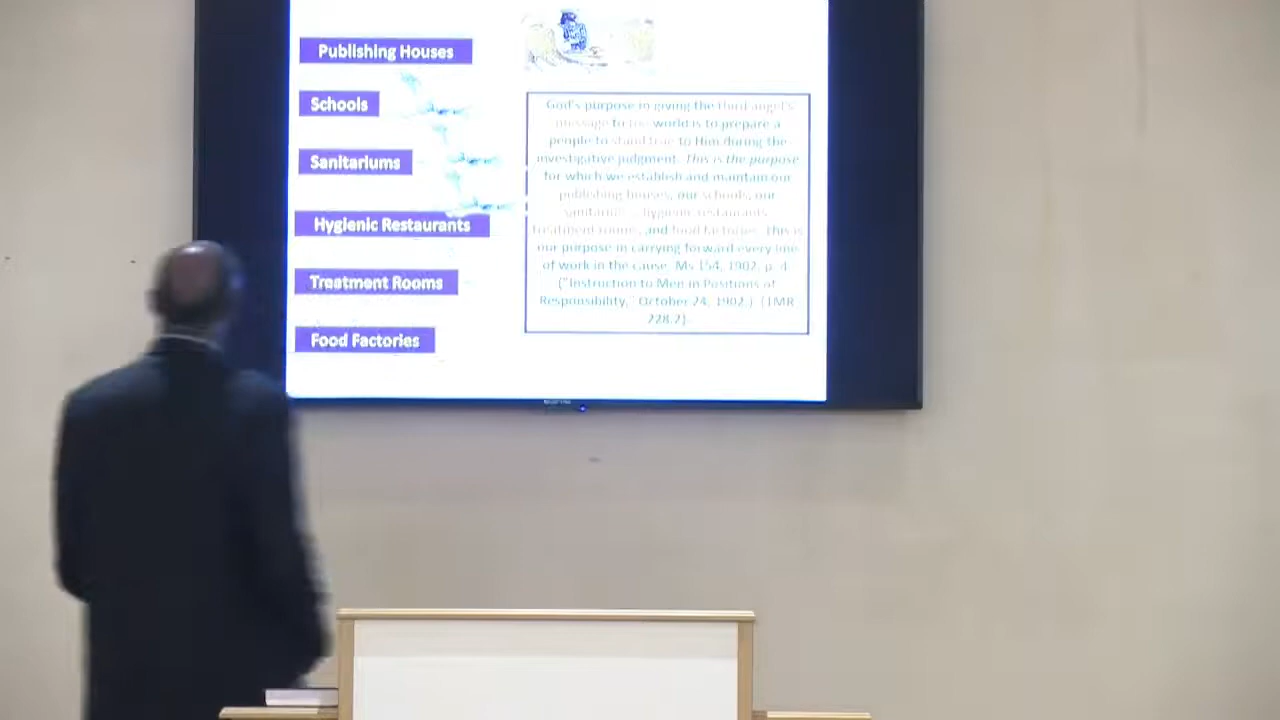 Publishing Houses
Schools
Sanitariums
Hygienic Restaurants
Treatment Rooms
Food Factories
God's purpose in giving the third angel's
message to the world is to prepare a
people to stand true to Him during the
investigative judgment. This is the purpose
for which we establish and maintain our
publishing houses, our schools, our
sanitariums, hygienic restaurants,
treatment rooms, and food factories. This is
our purpose in carrying forward every line
of work in the cause. Ms 154, 1902, p. 4
("Instruction to Men in Positions of
Responsibility," October 24, 1902.) {1MR
228.2}